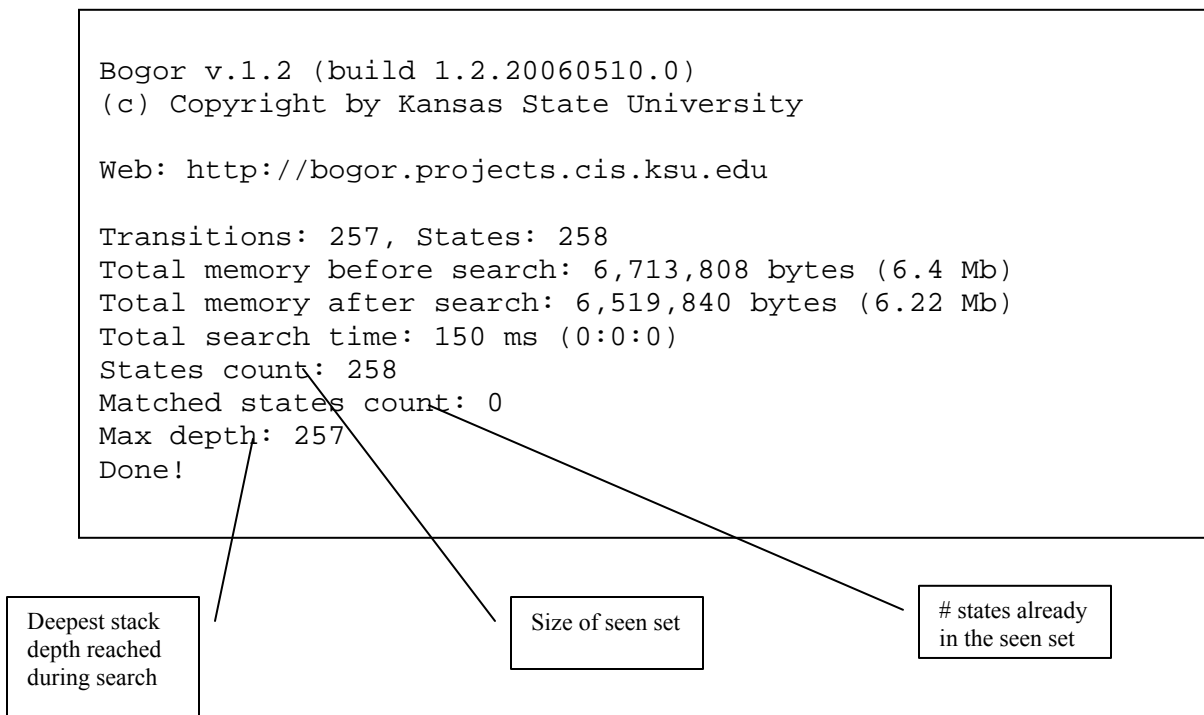 Bogor v.1.2 (build 1.2.20060510.0)
(c) Copyright by Kansas State University
Web: http://bogor.projects.cis.ksu.edu
Transitions: 257, States: 258
Total memory before search: 6,713,808 bytes (6.4 Mb)
Total memory after search: 6,519,840 bytes (6.22 Mb)
Total search time: 150 ms (0:0:0)
States count: 258
Matched states count: 0
Max depth: 257
Done!
Deepest stack
depth reached
during search
Size of seen set
# states already
in the seen set